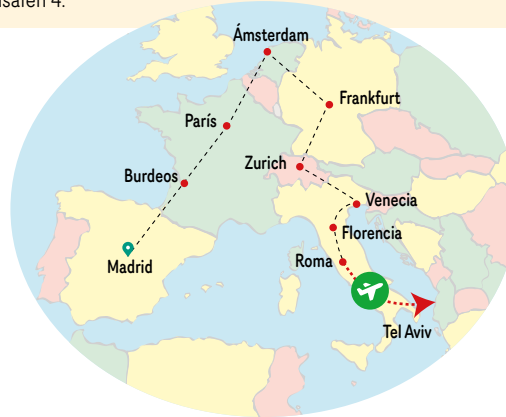 Ámsterdam
Frankfurt
París
Zurich
Burdeos
Venecia
Florencia
Roma
Madrid
Tel Aviv